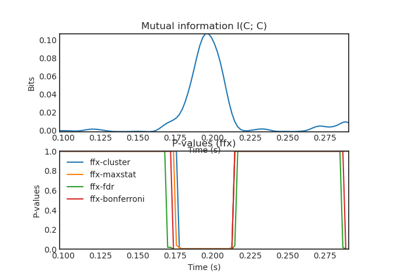 Mutual information I(C; C)
0.10
0.08
0.06
0.04
0.02
0.00
Bits
0.100 0.125 0.150 0.175 0.200 0.225 0.250 0.275
Time (s)
P-values (ffx)
1.0
0.8
0.6
0.4
0.2
0.0
P-values
ffx-cluster
ffx-maxstat
ffx-fdr
ffx-bonferroni
0.100 0.125 0.150 0.175 0.200 0.225 0.250 0.275
Time (s)